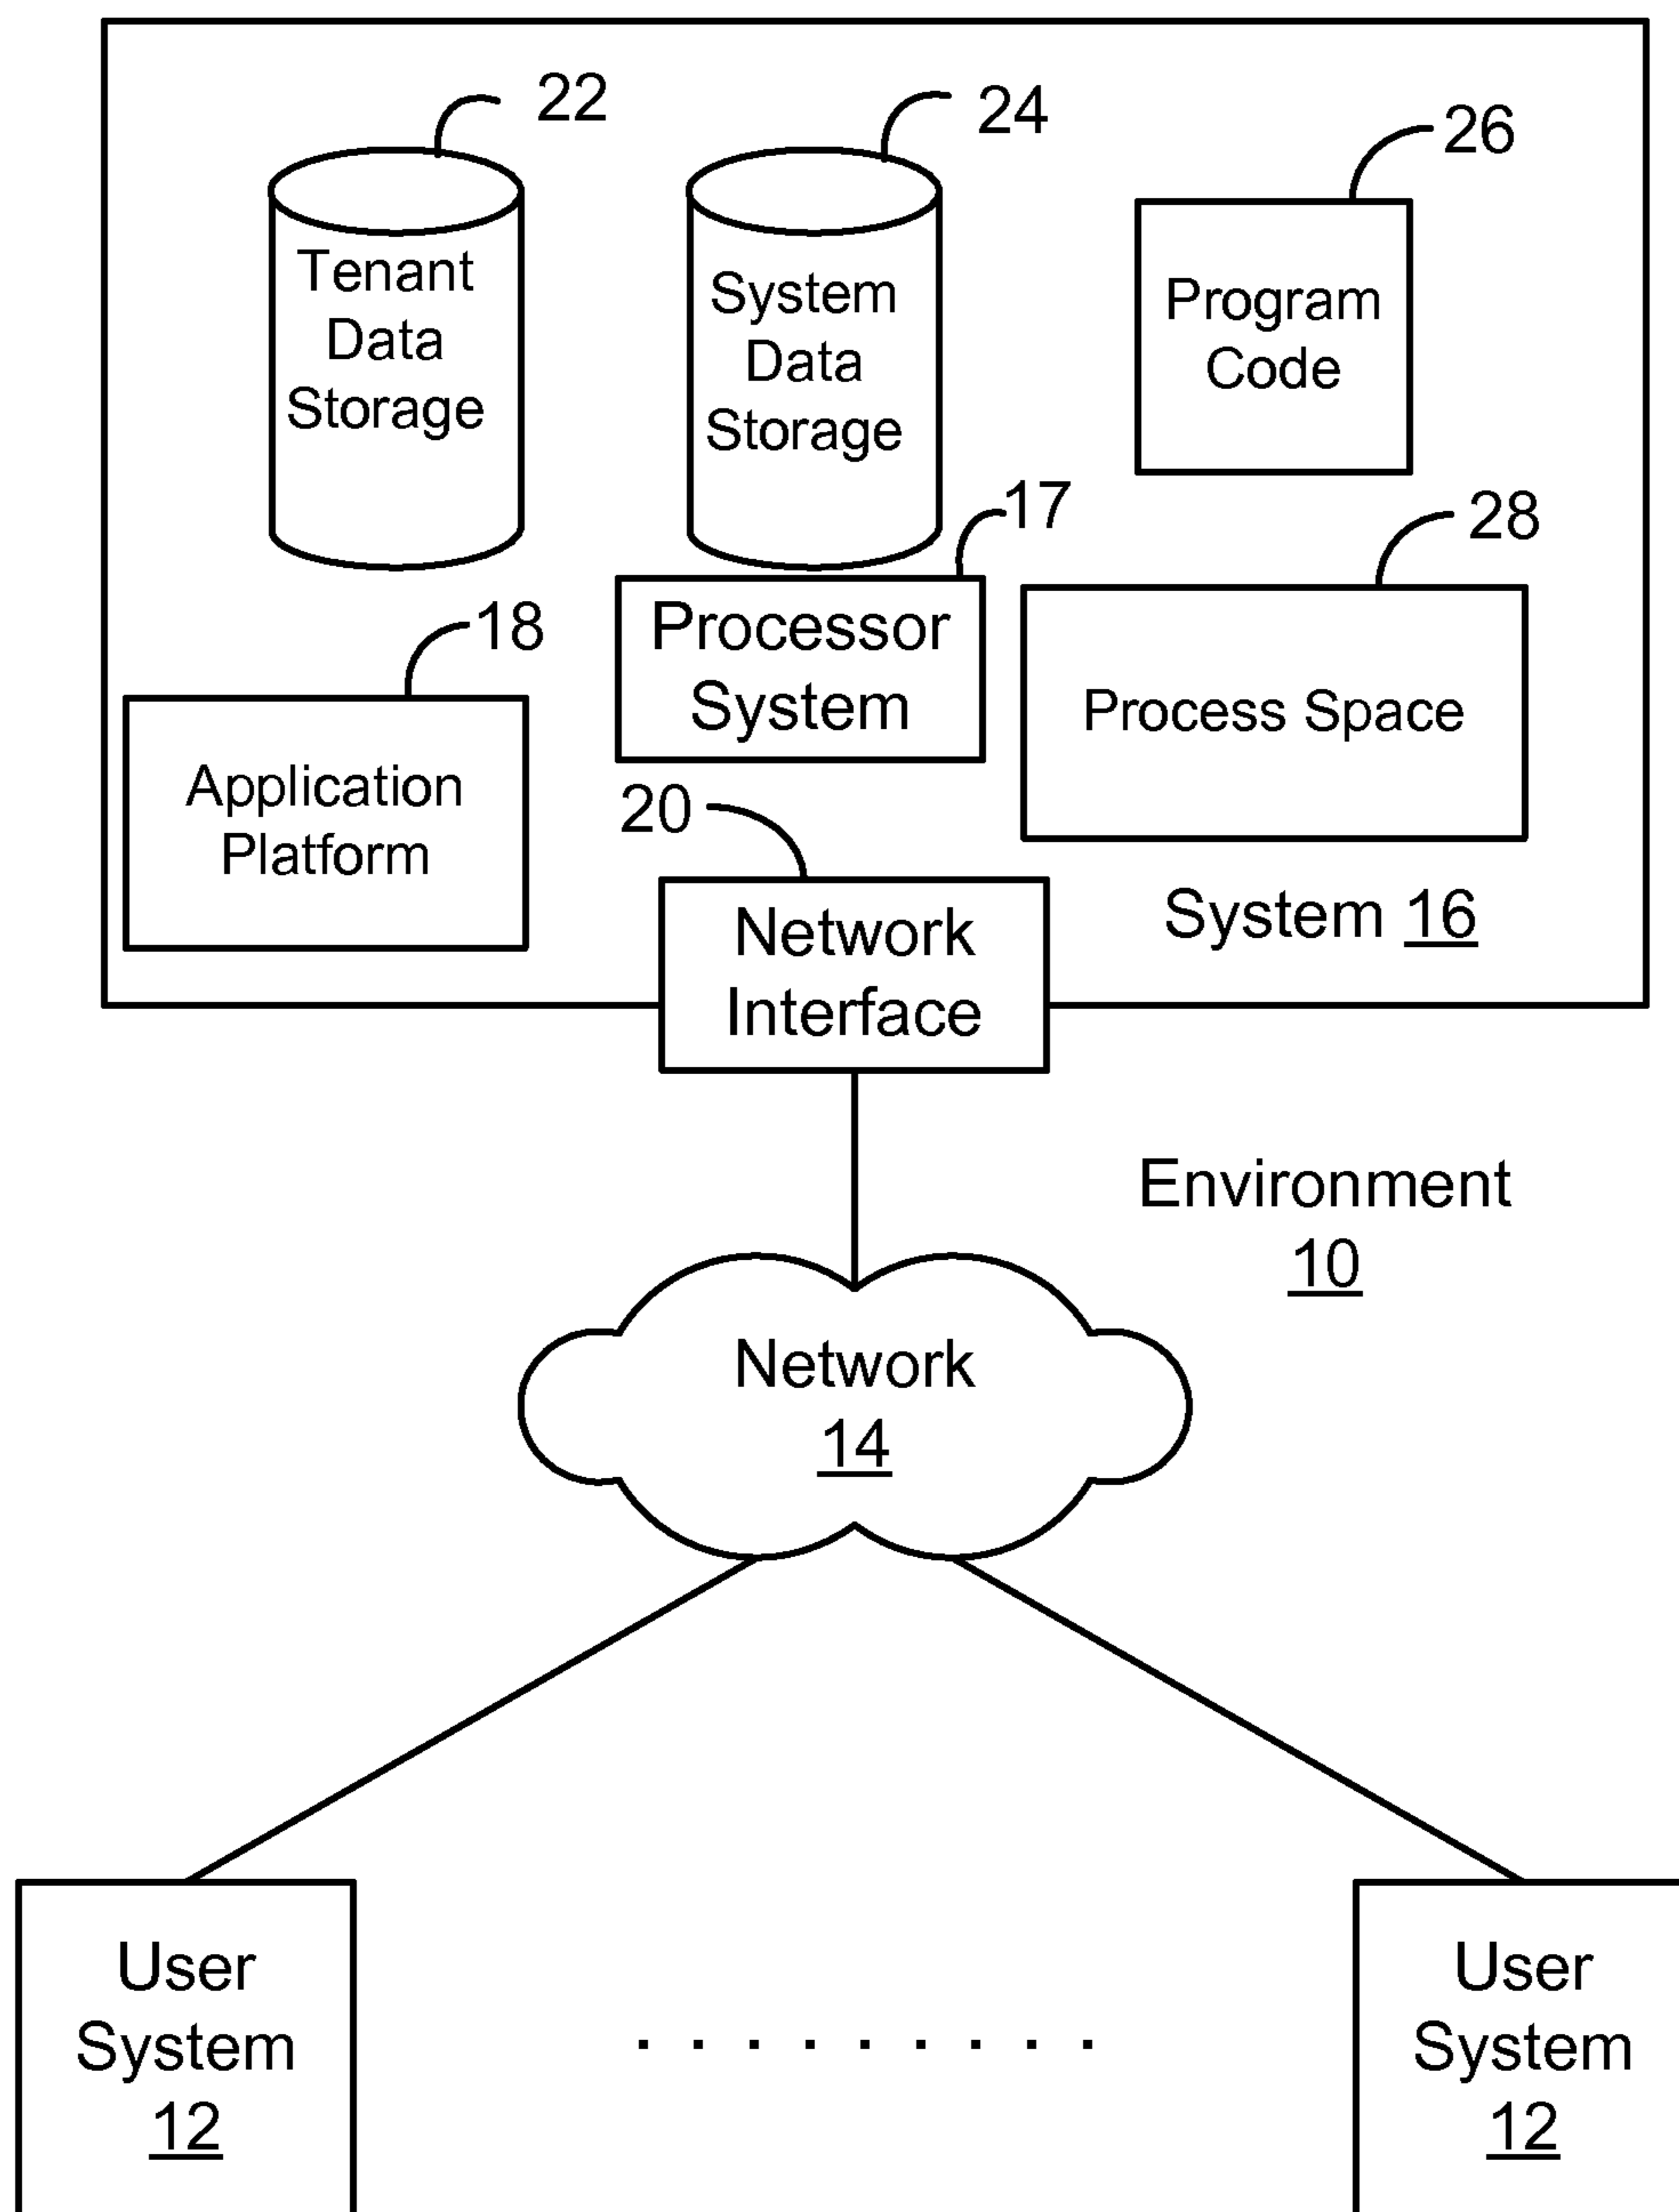 22
24
26
Tenant
Data
Storage
System
Data
Storage
Program
Code
17
28
18
Processor
System
Process Space
Application
Platform
20
System 16
Network
Interface
Environment
10
Network
14
User
System
12
. . . . . . . . .
User
System
12